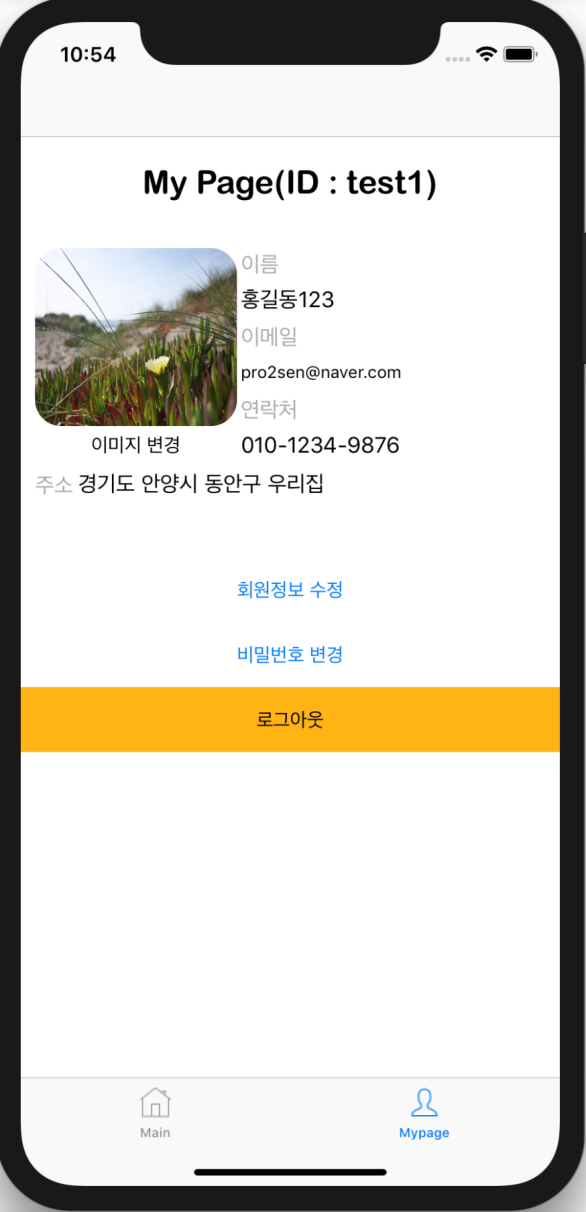 10:54
My Page(ID : test1)
이름
홍길동123
이메일
pro2sen@naver.com
연락처
이미지 변경
010-1234-9876
주소 경기도 안양시 동안구 우리집
회원정보 수정
비밀번호 변경
로그아웃
Main
Mypage